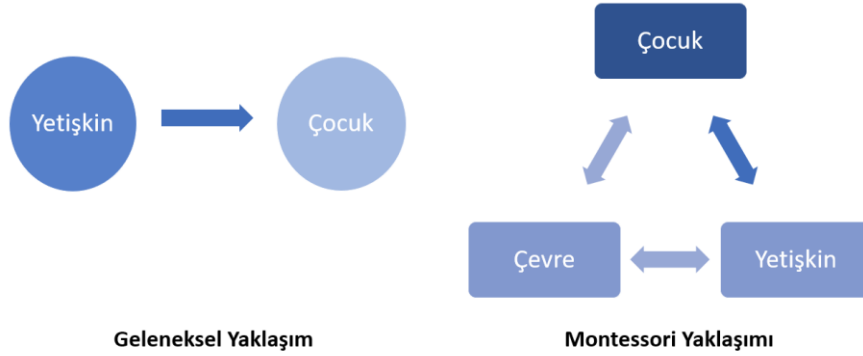 Yetişkin
Çocuk
Geleneksel Yaklaşım
Çocuk
Çevre
Yetişkin
Montessori Yaklaşımı